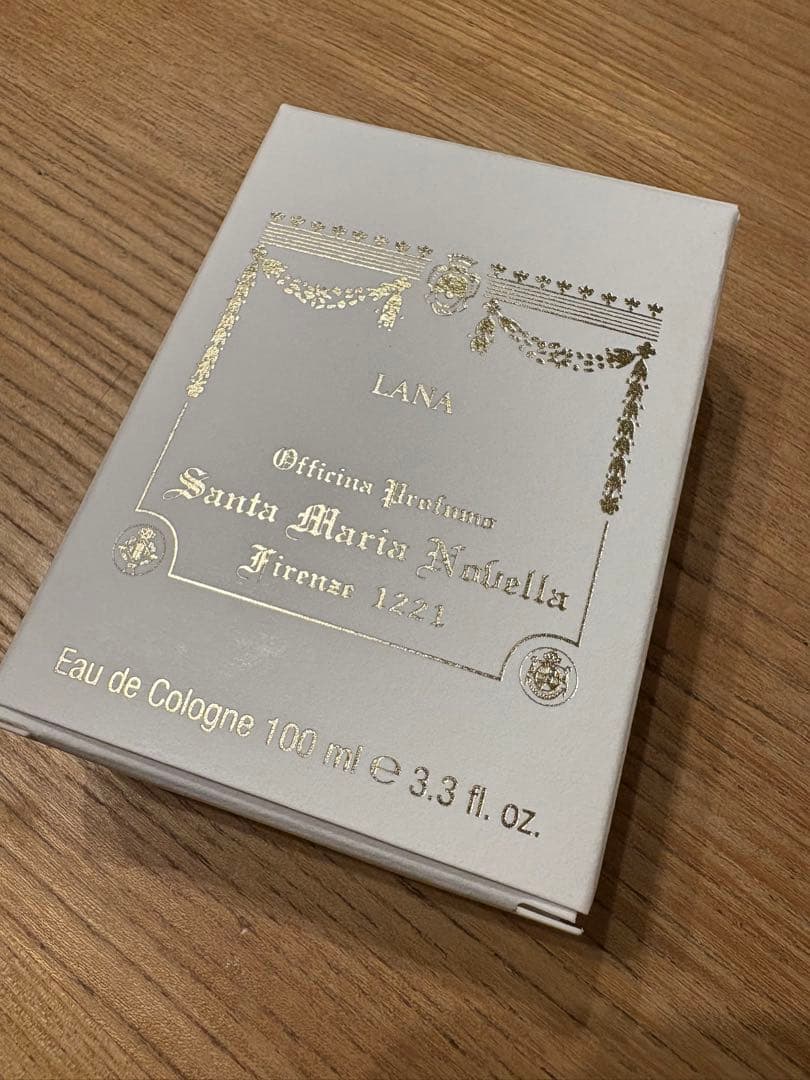 LANA
Officina Profumo
Santa Maria Novella
Firenze 1221
Eau de Cologne 100 ml ℮ 3.3 fl. oz.